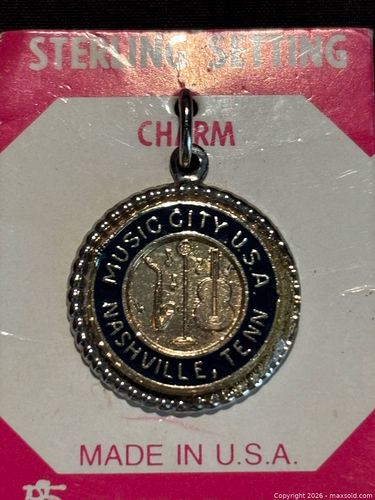 STERLING SETTING
CHARM
MUSIC CITY U.S.A
NASHVILLE, TENN
MADE IN U.S.A.
Copyright 2026 - maxsold.com